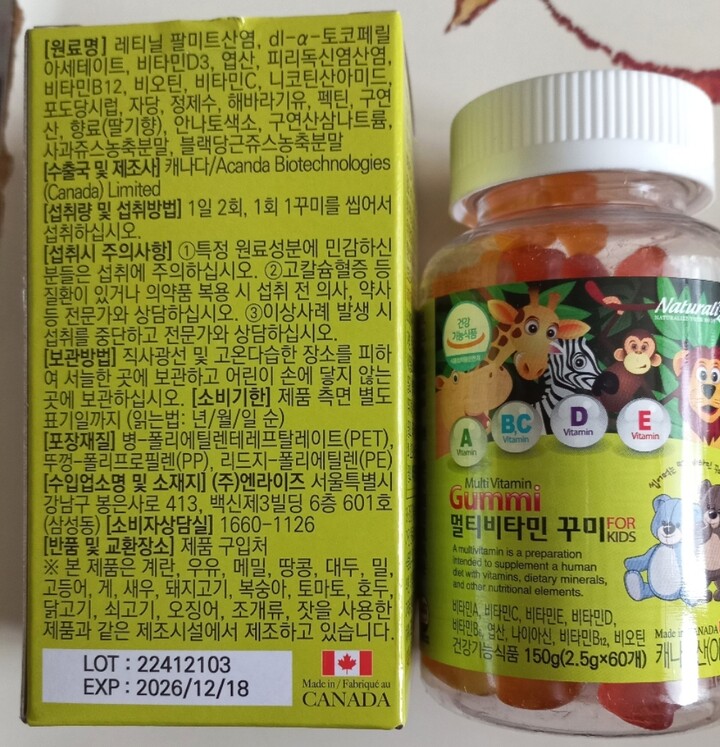 [원료명] 레티닐 팔미트산염, dl-α-토코페릴
아세테이트, 비타민D3, 엽산, 피리독신염산염,
비타민B12, 비오틴, 비타민C, 니코틴산아미드,
포도당시럽, 자당, 정제수, 해바라기유, 펙틴, 구연
산, 향료(딸기향), 안나토색소, 구연산삼나트륨,
사과쥬스농축분말, 블랙당근쥬스농축분말
[수출국 및 제조사] 캐나다/Acanda Biotechnologies
(Canada) Limited
[섭취량 및 섭취방법] 1일 2회, 1회 1꾸미를 씹어서
섭취하십시오.
[섭취시 주의사항] ①특정 원료성분에 민감하신
분들은 섭취에 주의하십시오. ②고칼슘혈증 등
질환이 있거나 의약품 복용 시 섭취 전 의사, 약사
등 전문가와 상담하십시오. ③이상사례 발생 시
섭취를 중단하고 전문가와 상담하십시오.
[보관방법] 직사광선 및 고온다습한 장소를 피하
여 서늘한 곳에 보관하고 어린이 손에 닿지 않는
곳에 보관하십시오. [소비기한] 제품 측면 별도
표기일까지 (읽는법: 년/월/일 순)
[포장재질] 병-폴리에틸렌테레프탈레이트(PET),
뚜껑-폴리프로필렌(PP), 리드지-폴리에틸렌(PE)
[수입업소명 및 소재지] (주)엔라이즈 서울특별시
강남구 봉은사로 413, 백신제3빌딩 6층 601호
(삼성동) [소비자상담실] 1660-1126
[반품 및 교환장소] 제품 구입처
※ 본 제품은 계란, 우유, 메밀, 땅콩, 대두, 밀,
고등어, 게, 새우, 돼지고기, 복숭아, 토마토, 호두,
닭고기, 쇠고기, 오징어, 조개류, 잣을 사용한
제품과 같은 제조시설에서 제조하고 있습니다.
LOT : 22412103
EXP : 2026/12/18
Made in / Fabriqué au
CANADA
건강
기능식품
A
Vitamin
B,C
Vitamin
D
Vitamin
E
Vitamin
Multi Vitamin
Gummi
멀티비타민 꾸미 FOR
KIDS
A multivitamin is a preparation
intended to supplement a human
diet with vitamins, dietary minerals,
and other nutritional elements.
비타민A, 비타민C, 비타민E, 비타민D,
비타민B₆, 엽산, 나이아신, 비타민B₁₂, 비오틴
건강기능식품 150g(2.5g×60개)
Made in CANADA